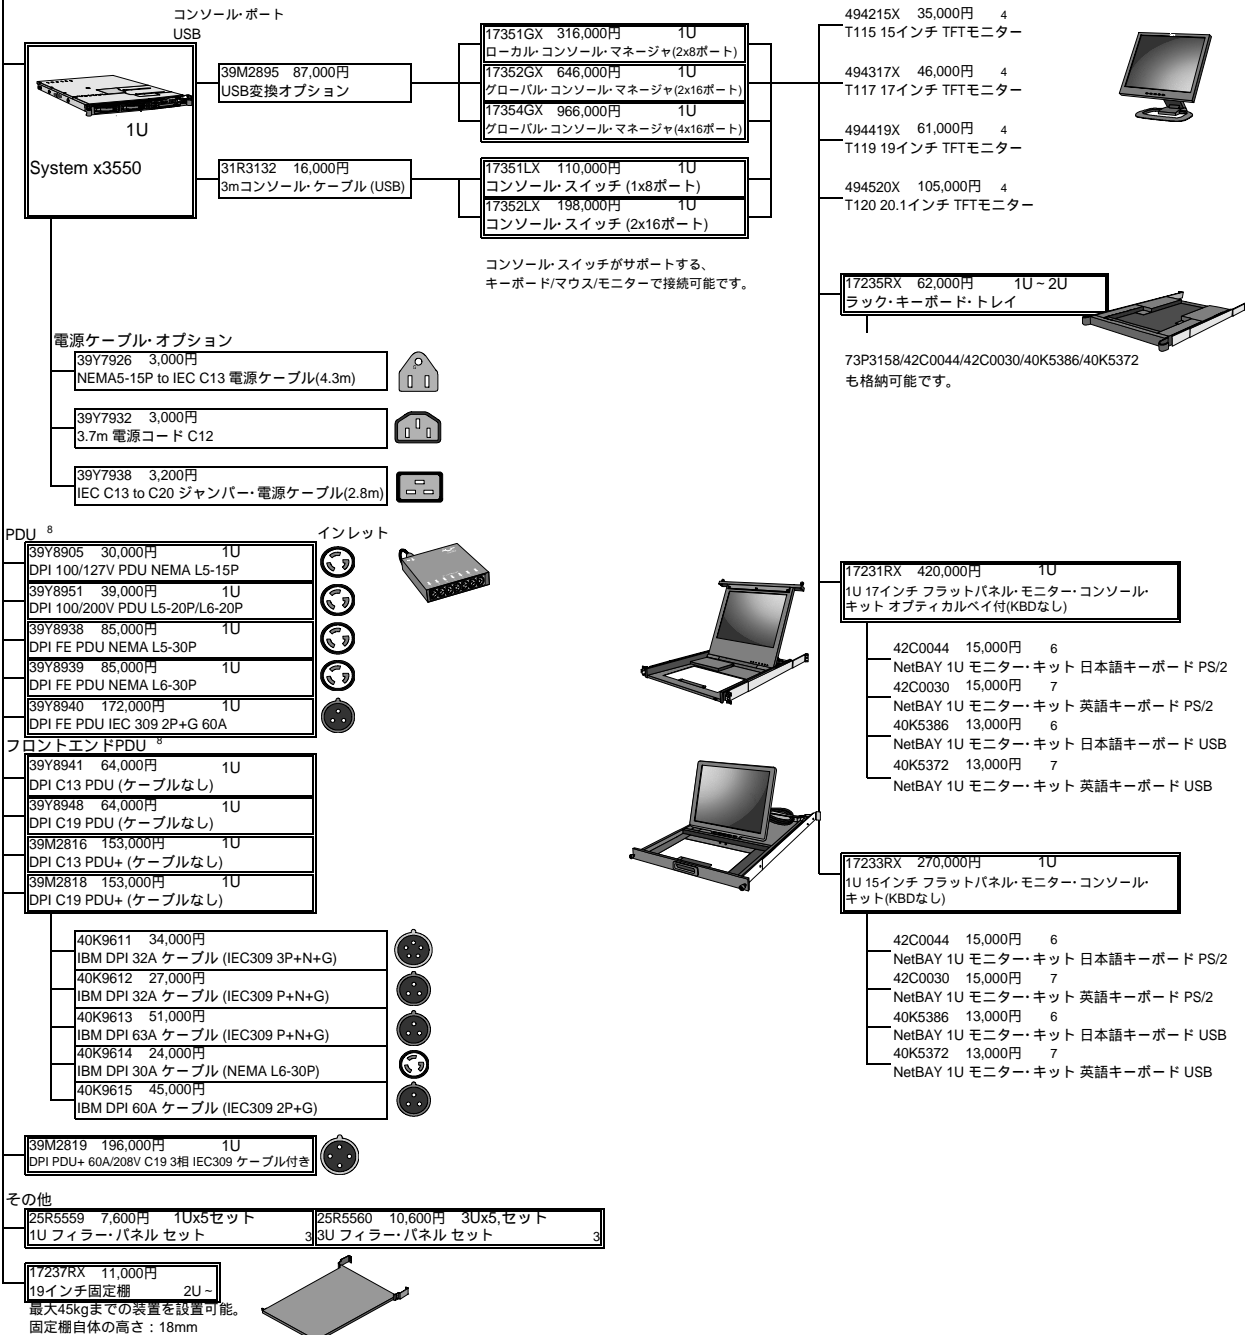 コンソール・ポート
USB
1U
System x3550
39M2895 87,000円
USB変換オプション
31R3132 16,000円
3mコンソール・ケーブル (USB)
17351GX 316,000円 1U
ローカル・コンソール・マネージャ(2x8ポート)
17352GX 646,000円 1U
グローバル・コンソール・マネージャ(2x16ポート)
17354GX 966,000円 1U
グローバル・コンソール・マネージャ(4x16ポート)
17351LX 110,000円 1U
コンソール・スイッチ (1x8ポート)
17352LX 198,000円 1U
コンソール・スイッチ (2x16ポート)
コンソール・スイッチがサポートする、
キーボード/マウス/モニターで接続可能です。
494215X 35,000円 4
T115 15インチ TFTモニター
494317X 46,000円 4
T117 17インチ TFTモニター
494419X 61,000円 4
T119 19インチ TFTモニター
494520X 105,000円 4
T120 20.1インチ TFTモニター
17235RX 62,000円 1U ~ 2U
ラック・キーボード・トレイ
73P3158/42C0044/42C0030/40K5386/40K5372
も格納可能です。
電源ケーブル・オプション
39Y7926 3,000円
NEMA5-15P to IEC C13 電源ケーブル(4.3m)
39Y7932 3,000円
3.7m 電源コード C12
39Y7938 3,200円
IEC C13 to C20 ジャンパー・電源ケーブル(2.8m)
PDU 8
インレット
39Y8905 30,000円 1U
DPI 100/127V PDU NEMA L5-15P
39Y8951 39,000円 1U
DPI 100/200V PDU L5-20P/L6-20P
39Y8938 85,000円 1U
DPI FE PDU NEMA L5-30P
39Y8939 85,000円 1U
DPI FE PDU NEMA L6-30P
39Y8940 172,000円 1U
DPI FE PDU IEC 309 2P+G 60A
フロントエンドPDU 8
39Y8941 64,000円 1U
DPI C13 PDU (ケーブルなし)
39Y8948 64,000円 1U
DPI C19 PDU (ケーブルなし)
39M2816 153,000円 1U
DPI C13 PDU+ (ケーブルなし)
39M2818 153,000円 1U
DPI C19 PDU+ (ケーブルなし)
40K9611 34,000円
IBM DPI 32A ケーブル (IEC309 3P+N+G)
40K9612 27,000円
IBM DPI 32A ケーブル (IEC309 P+N+G)
40K9613 51,000円
IBM DPI 63A ケーブル (IEC309 P+N+G)
40K9614 24,000円
IBM DPI 30A ケーブル (NEMA L6-30P)
40K9615 45,000円
IBM DPI 60A ケーブル (IEC309 2P+G)
39M2819 196,000円 1U
DPI PDU+ 60A/208V C19 3相 IEC309 ケーブル付き
17231RX 420,000円 1U
1U 17インチ フラットパネル・モニター・コンソール・
キット オプティカルベイ付(KBDなし)
42C0044 15,000円 6
NetBAY 1U モニター・キット 日本語キーボード PS/2
42C0030 15,000円 7
NetBAY 1U モニター・キット 英語キーボード PS/2
40K5386 13,000円 6
NetBAY 1U モニター・キット 日本語キーボード USB
40K5372 13,000円 7
NetBAY 1U モニター・キット 英語キーボード USB
17233RX 270,000円 1U
1U 15インチ フラットパネル・モニター・コンソール・
キット(KBDなし)
42C0044 15,000円 6
NetBAY 1U モニター・キット 日本語キーボード PS/2
42C0030 15,000円 7
NetBAY 1U モニター・キット 英語キーボード PS/2
40K5386 13,000円 6
NetBAY 1U モニター・キット 日本語キーボード USB
40K5372 13,000円 7
NetBAY 1U モニター・キット 英語キーボード USB
その他
25R5559 7,600円 1Ux5セット
1U フィラー・パネル セット 3
25R5560 10,600円 3Ux5,セット
3U フィラー・パネル セット 3
17237RX 11,000円
19インチ固定棚 2U ~
最大45kgまでの装置を設置可能。
固定棚自体の高さ：18mm